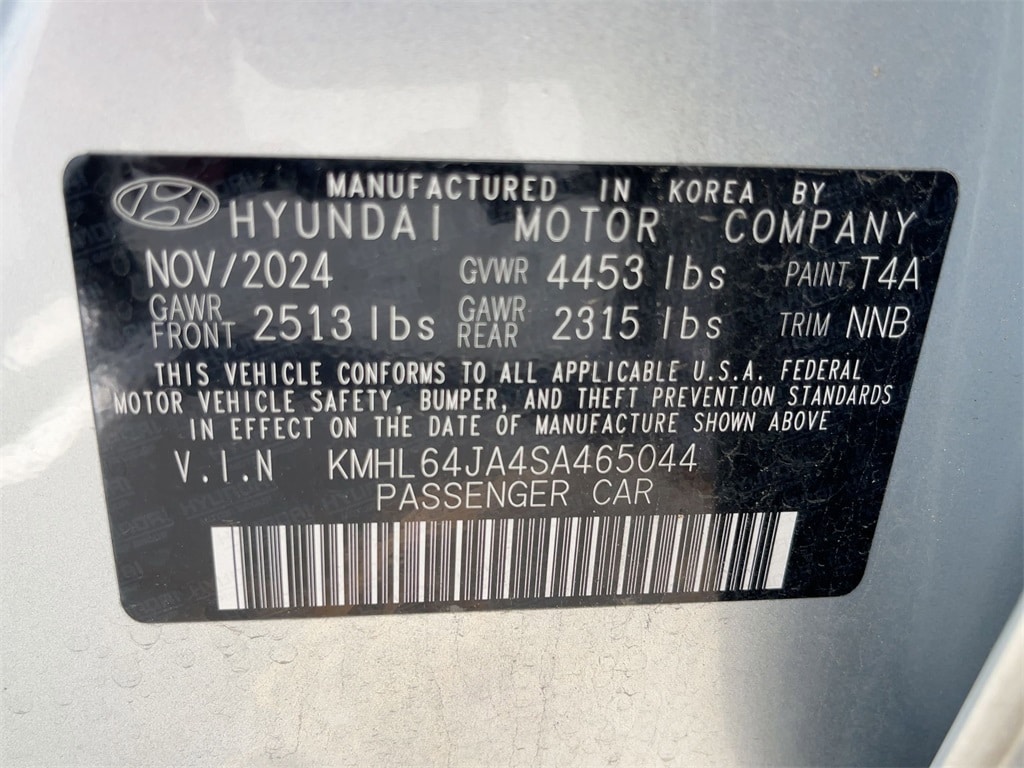 MANUFACTURED IN KOREA BY
HYUNDAI MOTOR COMPANY
NOV/2024 GVWR 4453 lbs PAINT T4A
GAWR FRONT 2513 lbs GAWR REAR 2315 lbs TRIM NNB
THIS VEHICLE CONFORMS TO ALL APPLICABLE U.S.A. FEDERAL
MOTOR VEHICLE SAFETY, BUMPER, AND THEFT PREVENTION STANDARDS
IN EFFECT ON THE DATE OF MANUFACTURE SHOWN ABOVE
V.I.N KMHL64JA4SA465044
PASSENGER CAR